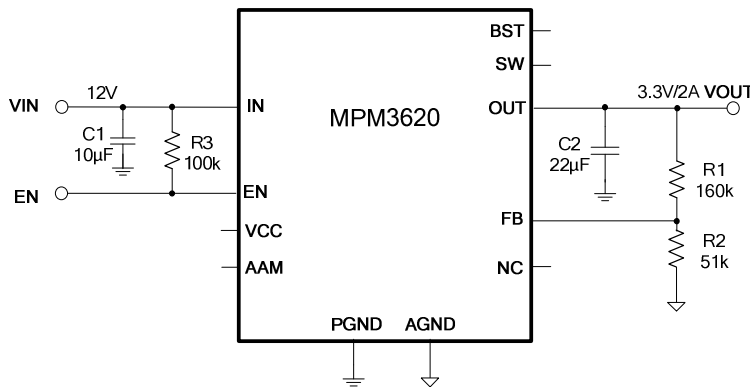 BST
SW
VIN
12V
IN
MPM3620
OUT
3.3V/2A VOUT
C1
10µF
R3
100k
C2
22µF
R1
160k
EN
EN
VCC
AAM
FB
NC
R2
51k
PGND
AGND